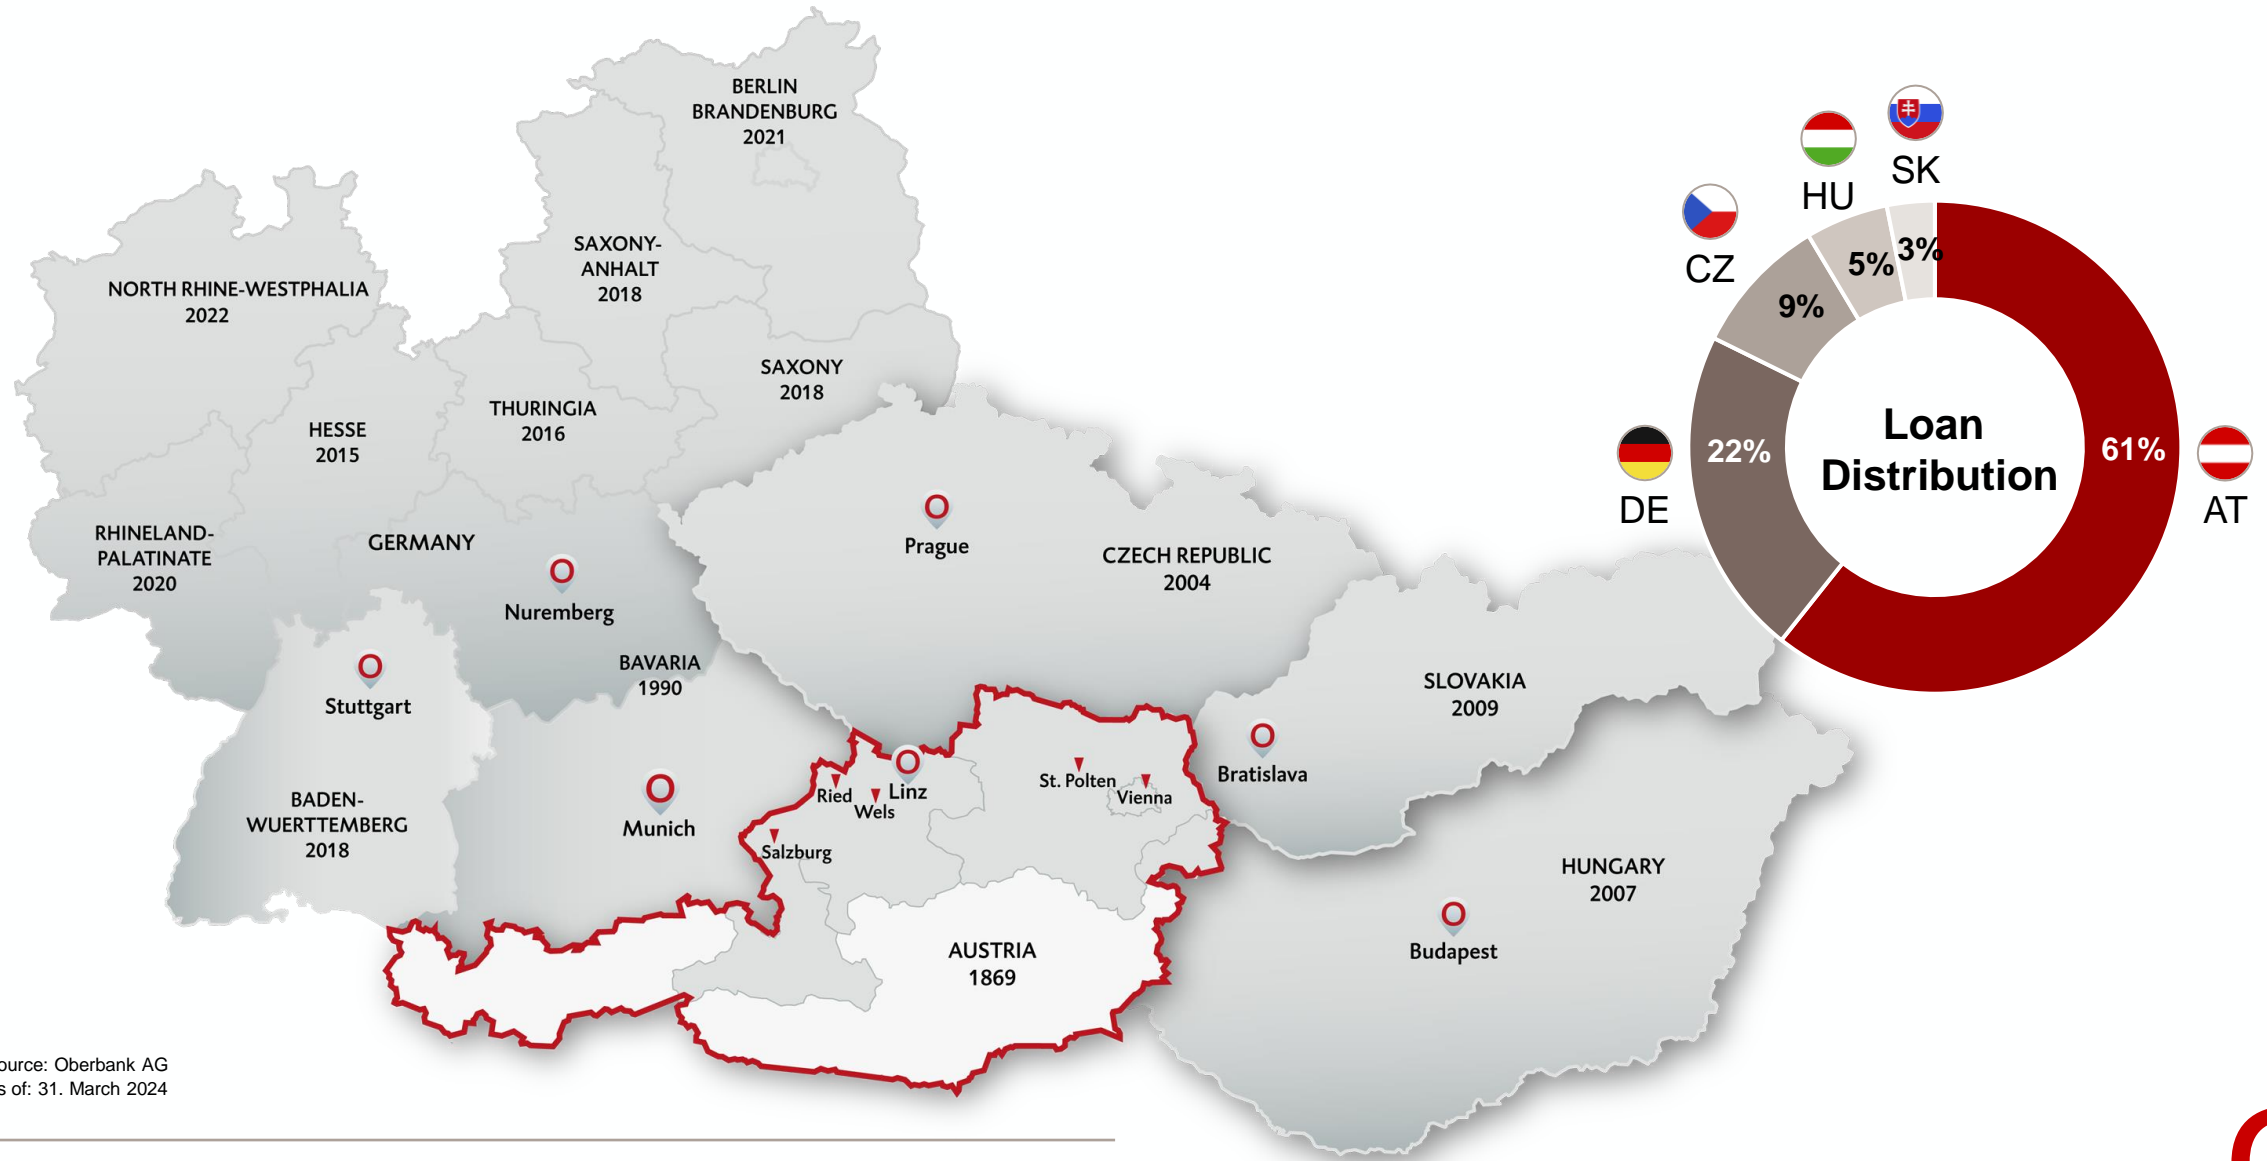 BERLIN
BRANDENBURG
2021
SAXONY-
ANHALT
2018
NORTH RHINE-WESTPHALIA
2022
SAXONY
2018
THURINGIA
2016
HESSE
2015
RHINELAND-
PALATINATE
2020
GERMANY
Nuremberg
Prague
CZECH REPUBLIC
2004
BAVARIA
1990
Stuttgart
SLOVAKIA
2009
BADEN-
WUERTTEMBERG
2018
Munich
Ried
Wels
Linz
Salzburg
St. Polten
Vienna
Bratislava
HUNGARY
2007
Budapest
AUSTRIA
1869
SK
HU
CZ
DE
AT
3%
5%
9%
22%
61%
Loan
Distribution
ource: Oberbank AG
s of: 31. March 2024